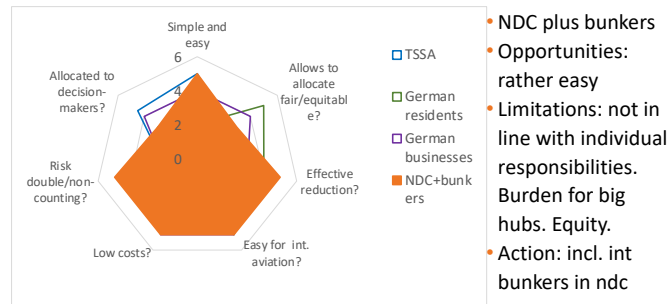 Simple and
easy
6
4
2
0
Allows to
allocate
fair/equitabl
e?
Effective
reduction?
Easy for int.
aviation?
Low costs?
Risk
double/non-
counting?
Allocated to
decision-
makers?
TSSA
German
residents
German
businesses
NDC+bunk
ers
• NDC plus bunkers
• Opportunities:
rather easy
• Limitations: not in
line with individual
responsibilities.
Burden for big
hubs. Equity.
• Action: incl. int
bunkers in ndc